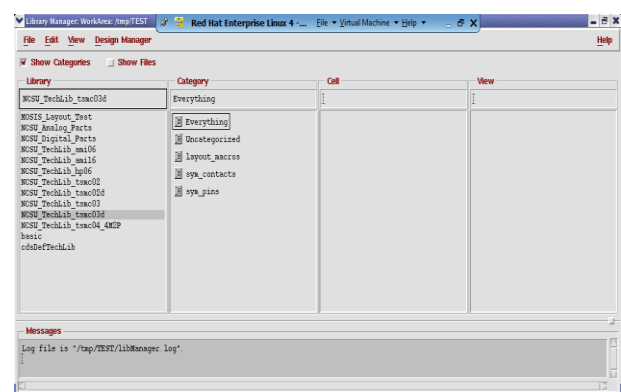 Library Manager: WorkArea: /tmp/TEST
Red Hat Enterprise Linux 4 -... File Virtual Machine Help
File Edit View Design Manager Help
Show Categories Show Files
Library
NCSU_TechLib_tsmc03d
MOSIS_Layout_Test
NCSU_Analog_Parts
NCSU_Digital_Parts
NCSU_TechLib_ami06
NCSU_TechLib_ami16
NCSU_TechLib_hp06
NCSU_TechLib_tsmc02
NCSU_TechLib_tsmc02d
NCSU_TechLib_tsmc03
NCSU_TechLib_tsmc03d
NCSU_TechLib_tsmc04_4M2P
basic
cdsDefTechLib
Category
Everything
Everything
Uncategorized
layout_macros
sym_contacts
sym_pins
Cell
View
Messages
Log file is "/tmp/TEST/libManager.log".